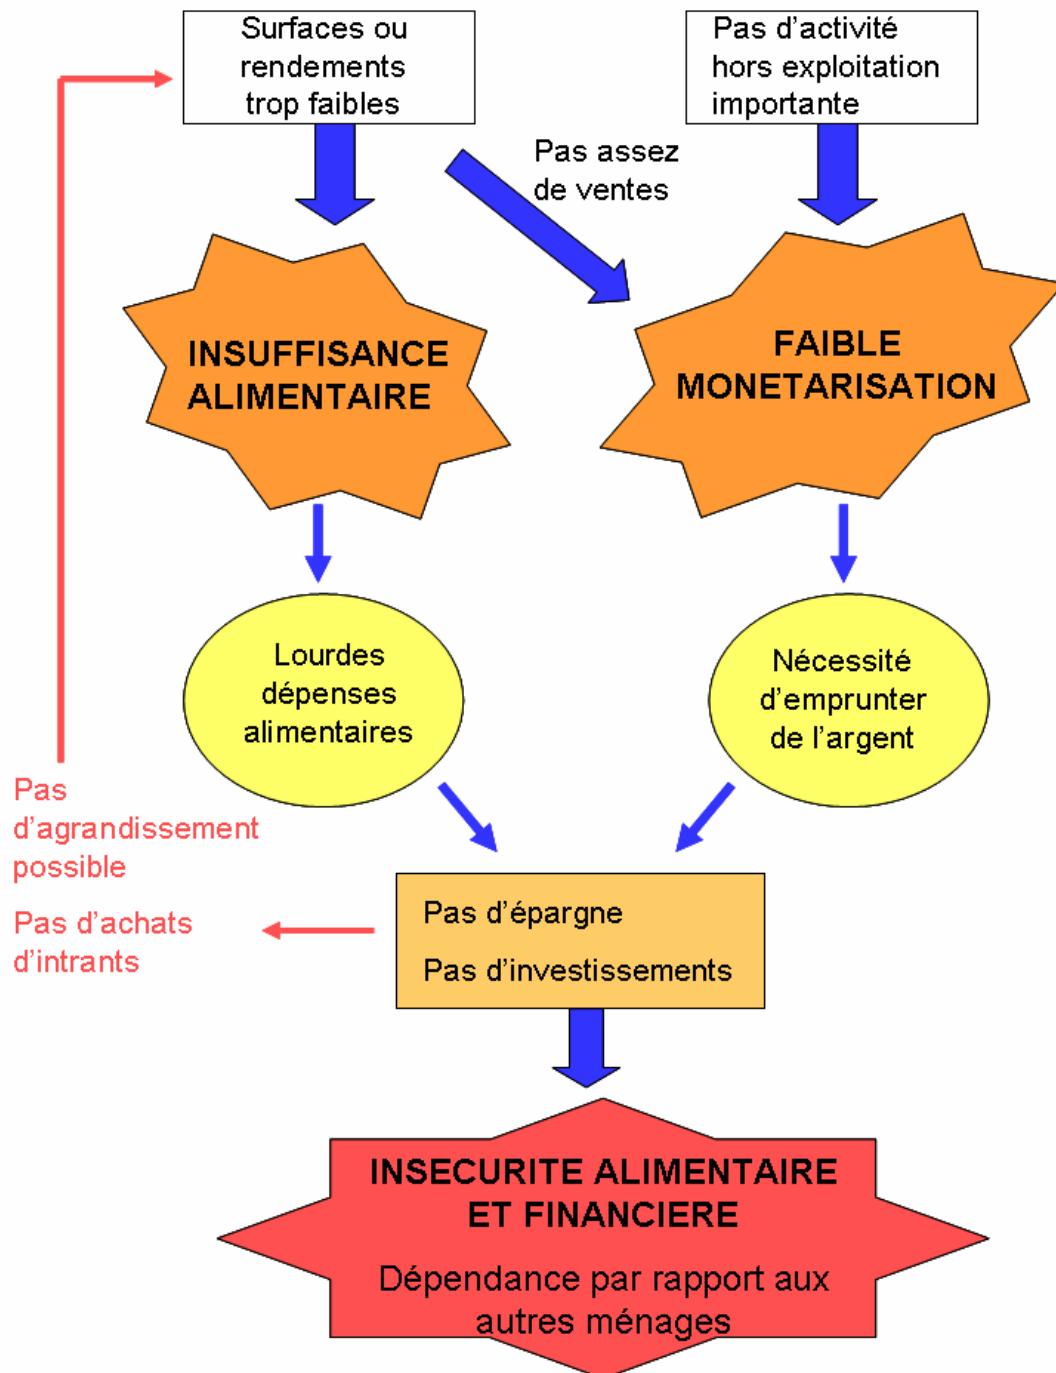 Surfaces ou
rendements
trop faibles
Pas d’activité
hors exploitation
importante
Pas assez
de ventes
INSUFFISANCE
ALIMENTAIRE
FAIBLE
MONETARISATION
Lourdes
dépenses
alimentaires
Nécessité
d’emprunter
de l’argent
Pas
d’agrandissement
possible
Pas d’achats
d’intrants
Pas d’épargne
Pas d’investissements
INSECURITE ALIMENTAIRE
ET FINANCIERE
Dépendance par rapport aux
autres ménages